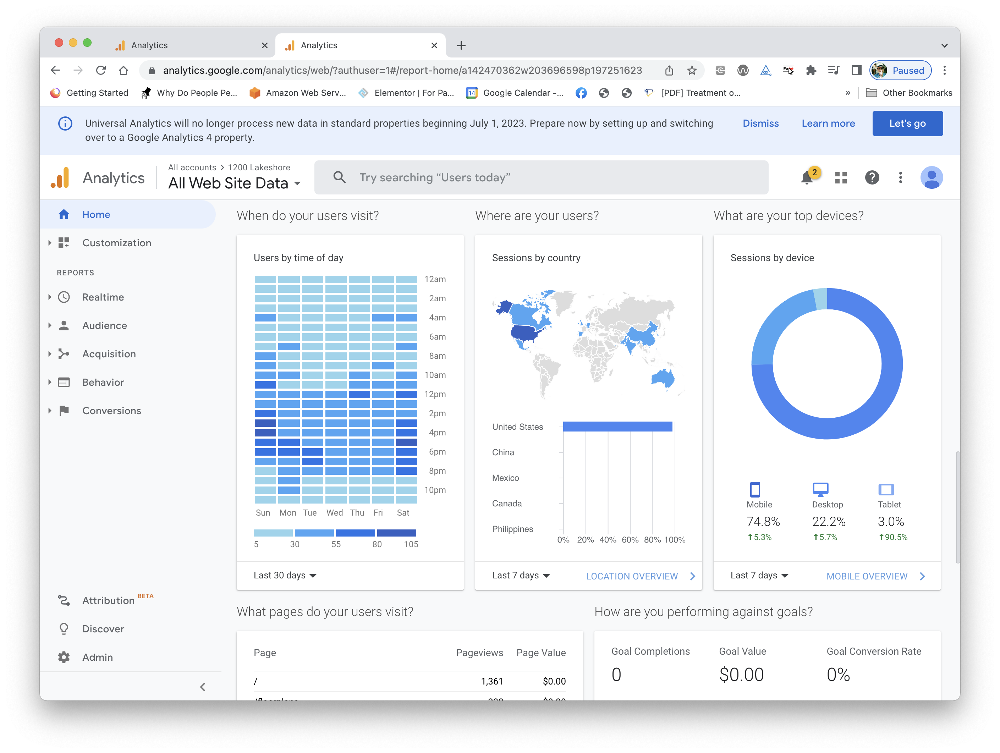 Analytics
Analytics
analytics.google.com/analytics/web/?authuser=1#/report-home/a142470362w203696598p197251623
Paused
Getting Started
Why Do People Pe...
Amazon Web Serv...
Elementor | For Pa...
14
Google Calendar -...
[PDF] Treatment o...
»
Other Bookmarks
Universal Analytics will no longer process new data in standard properties beginning July 1, 2023. Prepare now by setting up and switching
over to a Google Analytics 4 property.
Dismiss
Learn more
Let's go
Analytics
All accounts > 1200 Lakeshore
All Web Site Data
Try searching “Users today”
2
Home
Customization
REPORTS
Realtime
Audience
Acquisition
Behavior
Conversions
Attribution BETA
Discover
Admin
When do your users visit?
Users by time of day
12am
2am
4am
6am
8am
10am
12pm
2pm
4pm
6pm
8pm
10pm
Sun Mon Tue Wed Thu Fri Sat
5 30 55 80 105
Last 30 days
Where are your users?
Sessions by country
United States
China
Mexico
Canada
Philippines
0% 20% 40% 60% 80% 100%
Last 7 days
LOCATION OVERVIEW
What are your top devices?
Sessions by device
Mobile Desktop Tablet
74.8% 22.2% 3.0%
5.3% 5.7% 90.5%
Last 7 days
MOBILE OVERVIEW
What pages do your users visit?
Page Pageviews Page Value
/ 1,361 $0.00
How are you performing against goals?
Goal Completions Goal Value Goal Conversion Rate
0 $0.00 0%